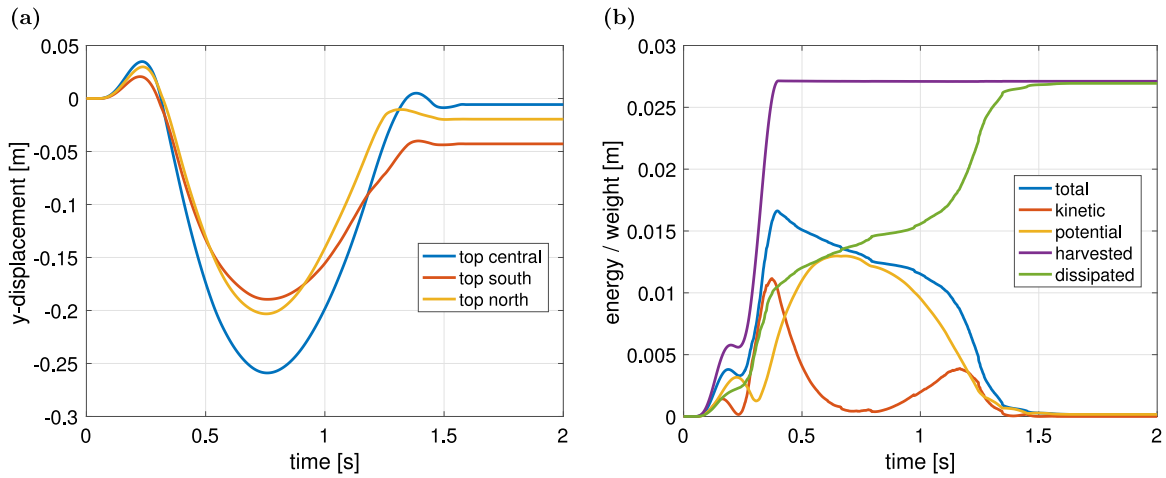 (a)
0.05
0
-0.05
-0.1
-0.15
-0.2
-0.25
-0.3
y-displacement [m]
0
0.5
1
1.5
2
time [s]
top central
top south
top north
(b)
0.03
0.025
0.02
0.015
0.01
0.005
0
energy / weight [m]
0
0.5
1
1.5
2
time [s]
total
kinetic
potential
harvested
dissipated